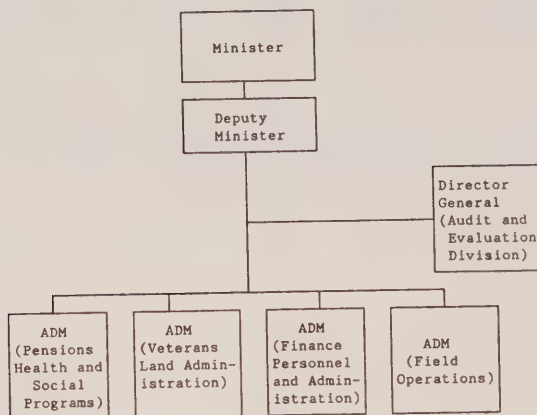 Minister
Deputy
Minister
Director
General
(Audit and
Evaluation
Division)
ADM
(Pensions
Health and
Social
Programs)
ADM
(Veterans
Land Admin-
istration)
ADM
(Finance
Personnel
and Admin-
istration)
ADM
(Field
Operations)